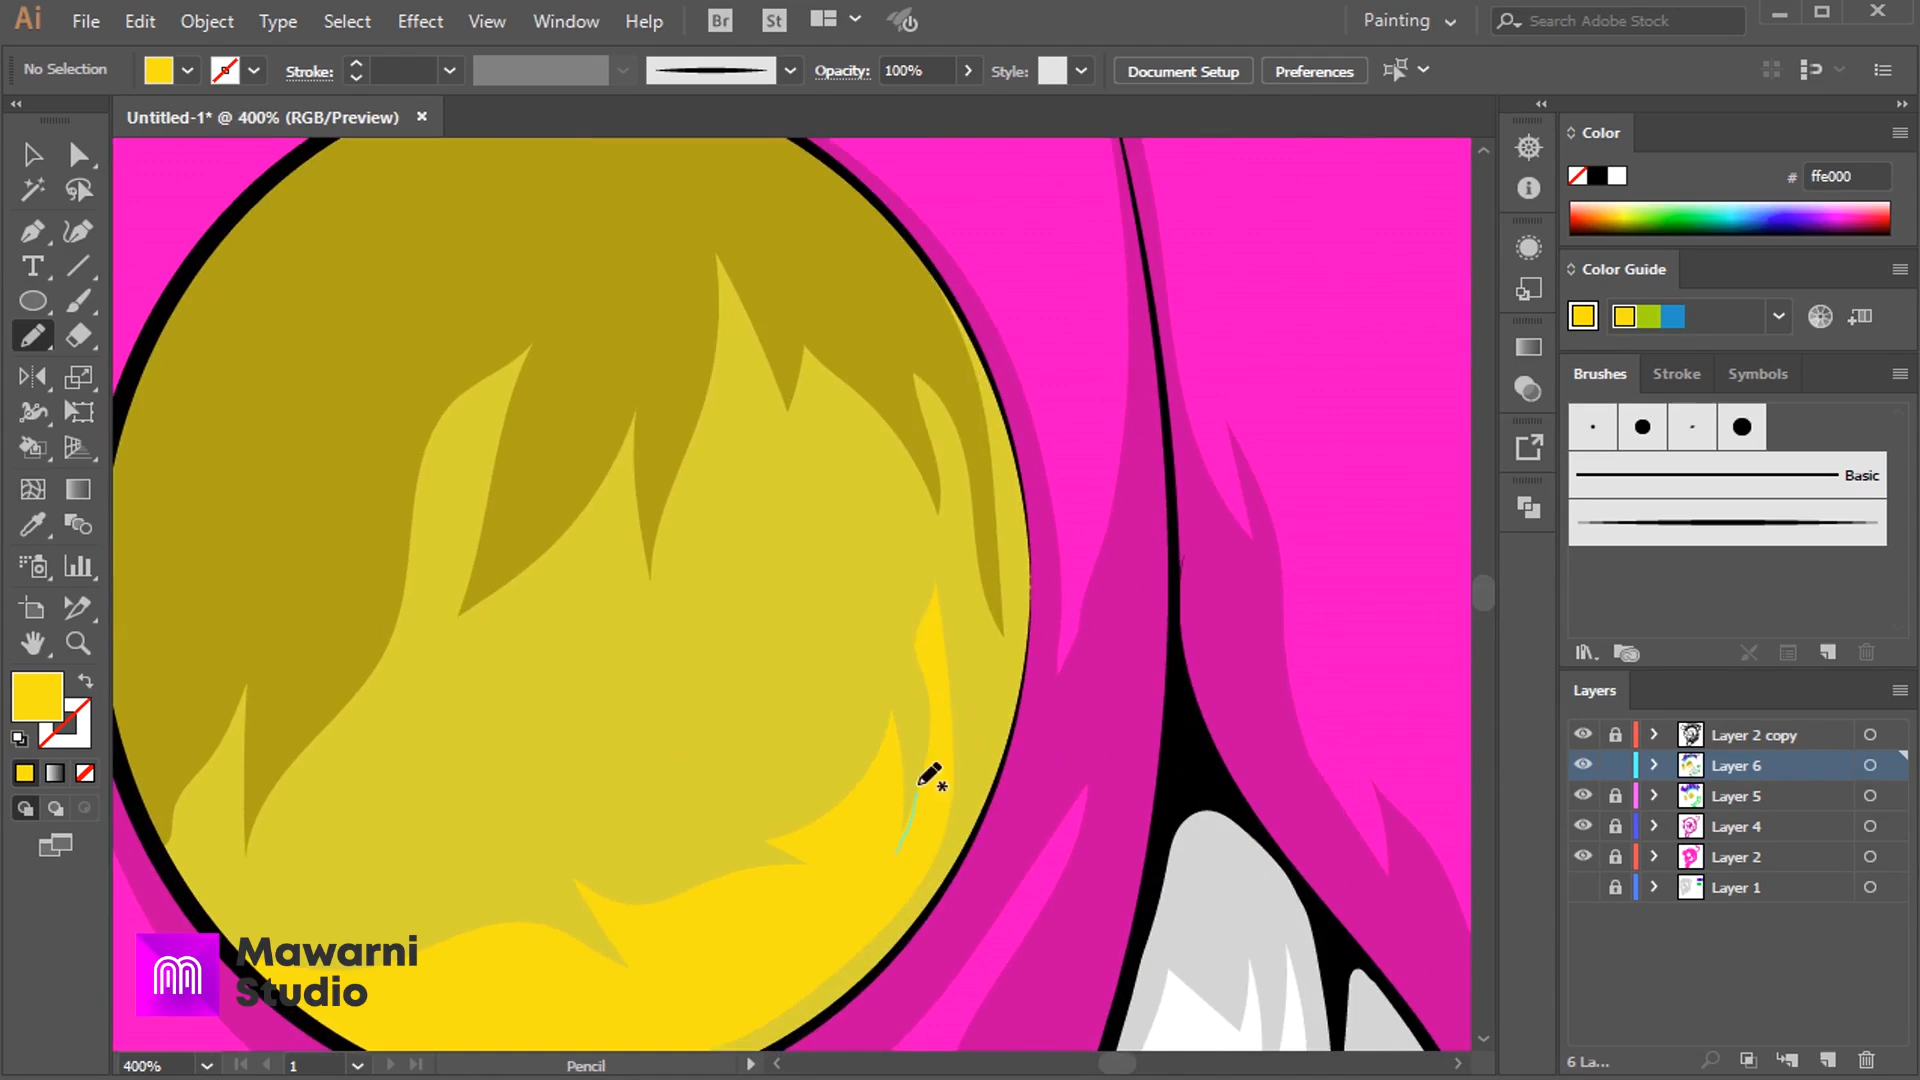 Ai File Edit Object Type Select Effect View Window Help Br St Painting Search Adobe Stock
No Selection Stroke: Opacity: 100% Style: Document Setup Preferences
Untitled-1* @ 400% (RGB/Preview)
Color
# ffe000
Color Guide
Brushes Stroke Symbols
Basic
Layers
Layer 2 copy
Layer 6
Layer 5
Layer 4
Layer 2
Layer 1
Mawarni
Studio
400% 1 Pencil
6 La...